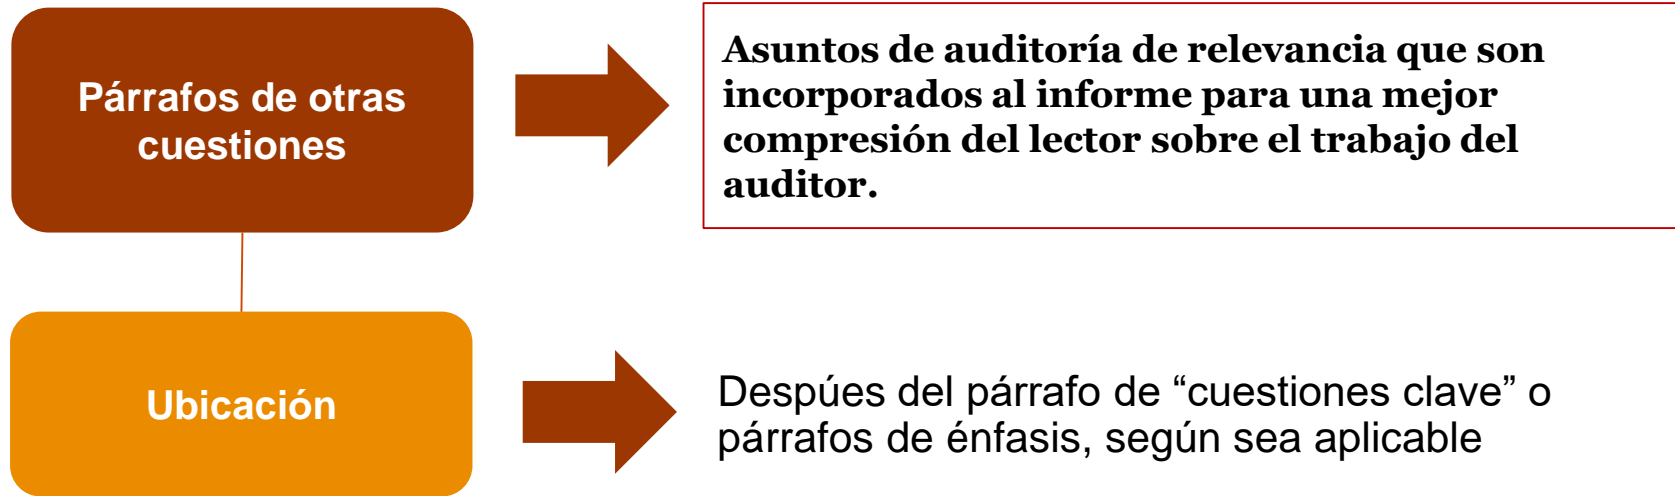 Párrafos de otras
cuestiones
Asuntos de auditoría de relevancia que son
incorporados al informe para una mejor
compresión del lector sobre el trabajo del
auditor.
Ubicación
Despúes del párrafo de “cuestiones clave” o
párrafos de énfasis, según sea aplicable